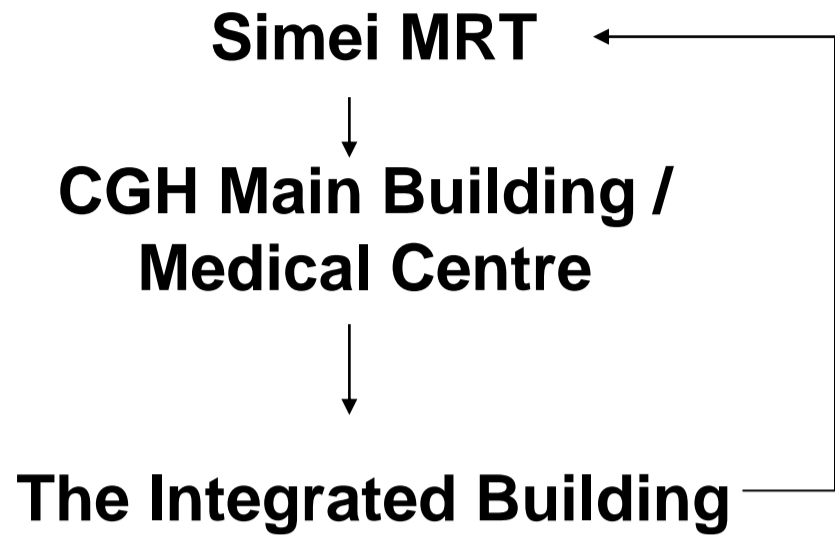 Simei MRT
CGH Main Building /
Medical Centre
The Integrated Building